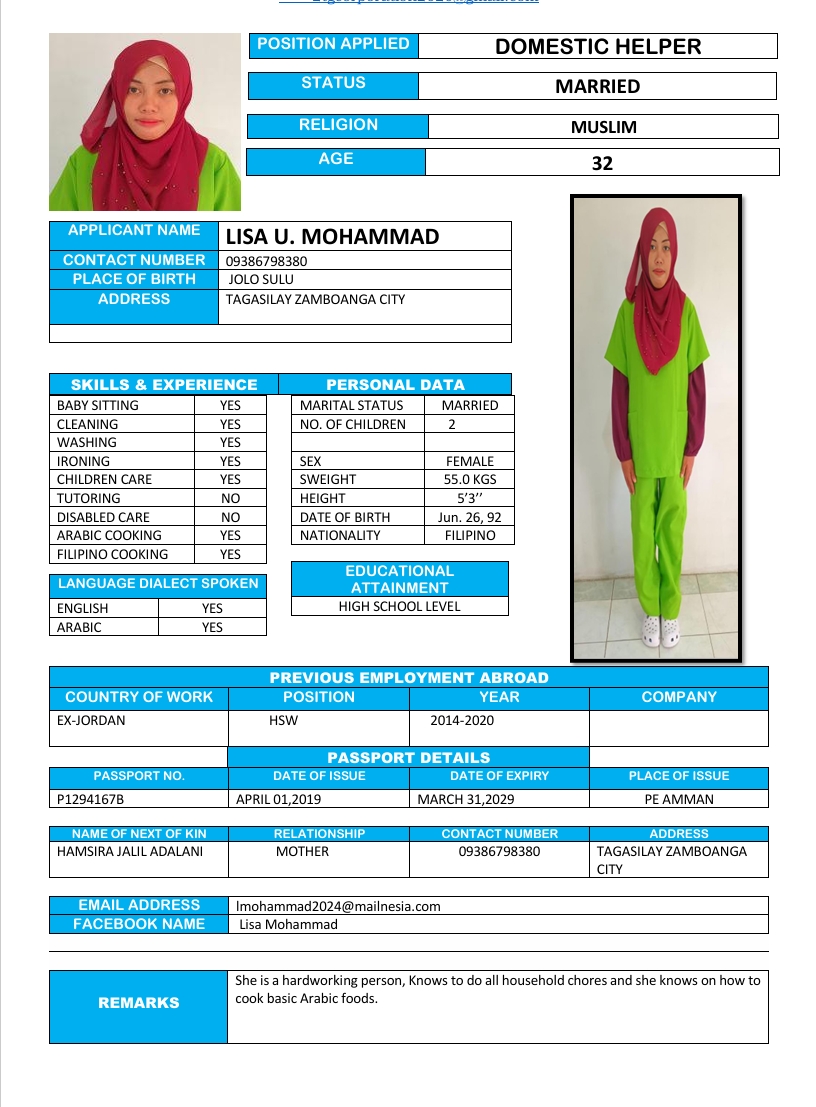 POSITION APPLIED DOMESTIC HELPER
STATUS MARRIED
RELIGION MUSLIM
AGE 32
APPLICANT NAME LISA U. MOHAMMAD
CONTACT NUMBER 09386798380
PLACE OF BIRTH JOLO SULU
ADDRESS TAGASILAY ZAMBOANGA CITY
SKILLS & EXPERIENCE
BABY SITTING YES
CLEANING YES
WASHING YES
IRONING YES
CHILDREN CARE YES
TUTORING NO
DISABLED CARE NO
ARABIC COOKING YES
FILIPINO COOKING YES
LANGUAGE DIALECT SPOKEN
ENGLISH YES
ARABIC YES
PERSONAL DATA
MARITAL STATUS MARRIED
NO. OF CHILDREN 2
SEX FEMALE
SWEIGHT 55.0 KGS
HEIGHT 5’3’’
DATE OF BIRTH Jun. 26, 92
NATIONALITY FILIPINO
EDUCATIONAL
ATTAINMENT
HIGH SCHOOL LEVEL
PREVIOUS EMPLOYMENT ABROAD
COUNTRY OF WORK POSITION YEAR COMPANY
EX-JORDAN HSW 2014-2020
PASSPORT DETAILS
PASSPORT NO. DATE OF ISSUE DATE OF EXPIRY PLACE OF ISSUE
P1294167B APRIL 01,2019 MARCH 31,2029 PE AMMAN
NAME OF NEXT OF KIN RELATIONSHIP CONTACT NUMBER ADDRESS
HAMSIRA JALIL ADALANI MOTHER 09386798380 TAGASILAY ZAMBOANGA
CITY
EMAIL ADDRESS lmohammad2024@mailnesia.com
FACEBOOK NAME Lisa Mohammad
REMARKS
She is a hardworking person, Knows to do all household chores and she knows on how to
cook basic Arabic foods.